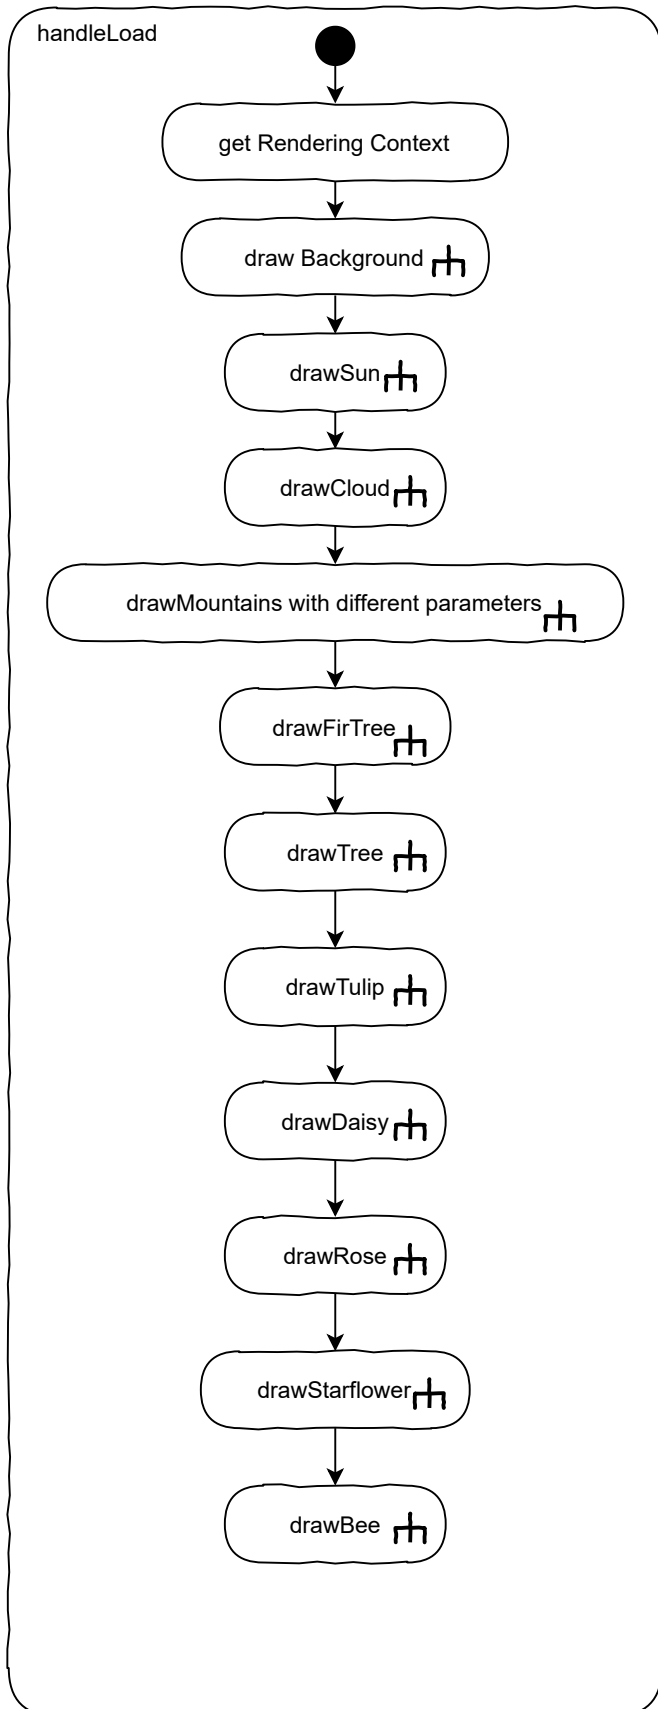 handleLoad
get Rendering Context
draw Background
drawSun
drawCloud
drawMountains with different parameters
drawFirTree
drawTree
drawTulip
drawDaisy
drawRose
drawStarflower
drawBee